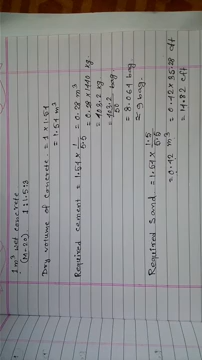 1 m³ wet concrete
(M-20) 1:1.5:3
Dry volume of concrete = 1 x 1.54
= 1.54 m³
Required cement = 1.54 x 1/5.5
= 0.28 m³
= 0.28 x 1440 kg
= 403.2 kg
= 403.2/50 bag
= 8.064 bag
≈ 9 bag.
Required Sand = 1.54 x 1.5/5.5
= 0.42 m3
= 0.42 x 35.28 cft
= 14.82 cft